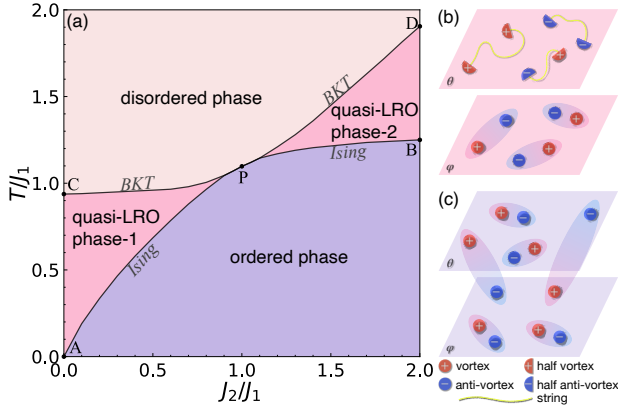 (a)
2.0
1.5
1.0
0.5
0.0
T/J₁
D
BKT
disordered phase
quasi-LRO
phase-2
Ising
B
P
C
BKT
quasi-LRO
phase-1
Ising
ordered phase
A
0.0
0.5
1.0
1.5
2.0
J₂/J₁
(b)
+
+
−
−
+
−
θ
−
−
+
+
−
+
φ
(c)
+
−
−
+
+
−
θ
−
+
+
−
+
−
φ
+ vortex
+ half vortex
− anti-vortex
− half anti-vortex
string